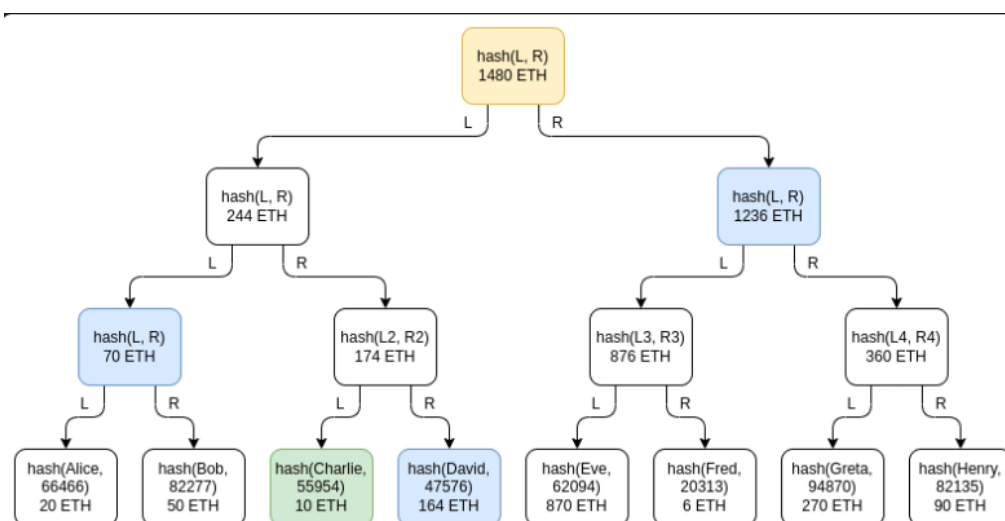 hash(L, R)
1480 ETH
L
R
hash(L, R)
244 ETH
hash(L, R)
1236 ETH
L
R
L
R
hash(L, R)
70 ETH
hash(L2, R2)
174 ETH
hash(L3, R3)
876 ETH
hash(L4, R4)
360 ETH
L
R
L
R
L
R
L
R
hash(Alice,
66466)
20 ETH
hash(Bob,
82277)
50 ETH
hash(Charlie,
55954)
10 ETH
hash(David,
47576)
164 ETH
hash(Eve,
62094)
870 ETH
hash(Fred,
20313)
6 ETH
hash(Greta,
94870)
270 ETH
hash(Henry,
82135)
90 ETH